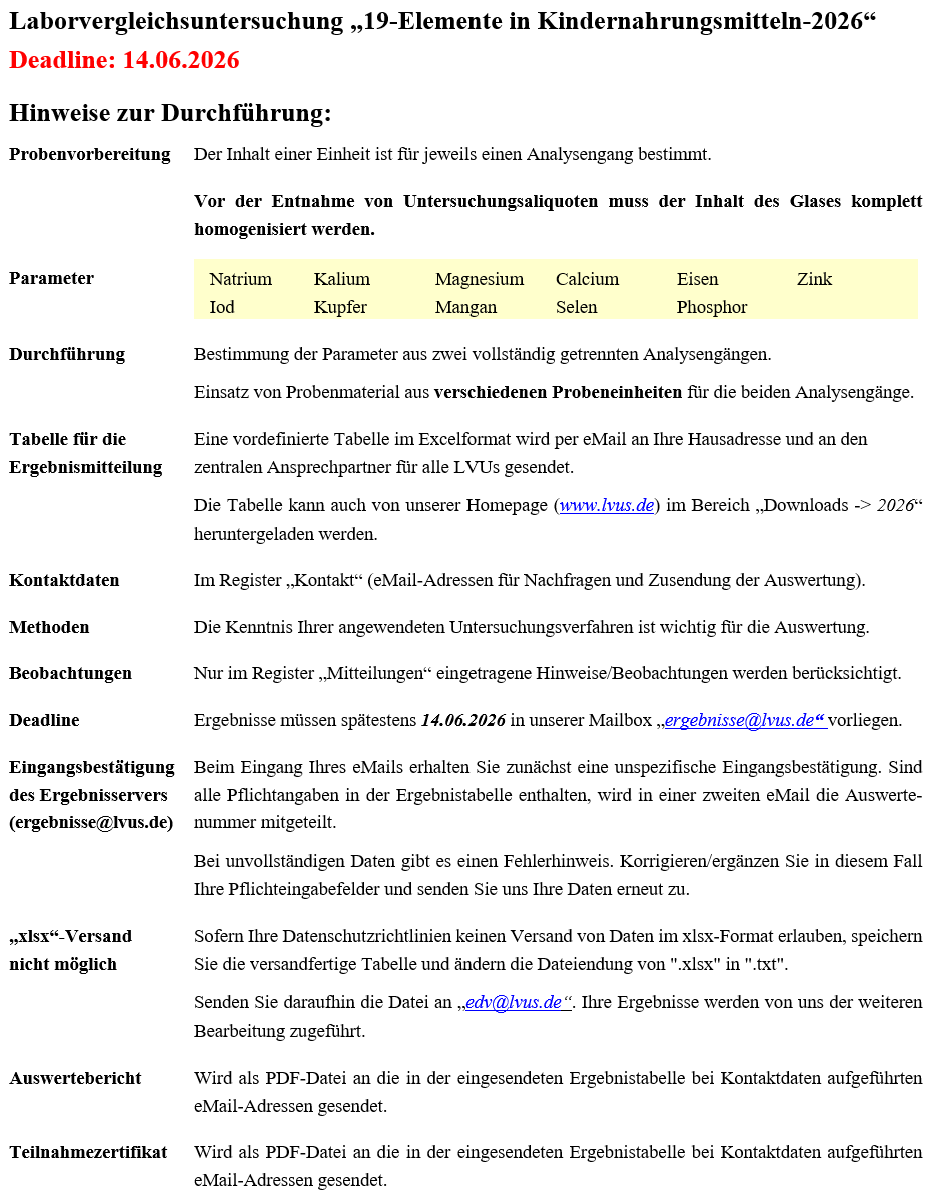 Laborvergleichsuntersuchung „19-Elemente in Kindernahrungsmitteln-2026“
Deadline: 14.06.2026
Hinweise zur Durchführung:
Probenvorbereitung Der Inhalt einer Einheit ist für jeweils einen Analysengang bestimmt.
Vor der Entnahme von Untersuchungsaliquoten muss der Inhalt des Glases komplett
homogenisiert werden.
Parameter Natrium Kalium Magnesium Calcium Eisen Zink
Iod Kupfer Mangan Selen Phosphor
Durchführung Bestimmung der Parameter aus zwei vollständig getrennten Analysengängen.
Einsatz von Probenmaterial aus verschiedenen Probeneinheiten für die beiden Analysengänge.
Tabelle für die Eine vordefinierte Tabelle im Excelformat wird per eMail an Ihre Hausadresse und an den
Ergebnismitteilung zentralen Ansprechpartner für alle LVUs gesendet.
Die Tabelle kann auch von unserer Homepage (www.lvus.de) im Bereich „Downloads -> 2026“
heruntergeladen werden.
Kontaktdaten Im Register „Kontakt“ (eMail-Adressen für Nachfragen und Zusendung der Auswertung).
Methoden Die Kenntnis Ihrer angewendeten Untersuchungsverfahren ist wichtig für die Auswertung.
Beobachtungen Nur im Register „Mitteilungen“ eingetragene Hinweise/Beobachtungen werden berücksichtigt.
Deadline Ergebnisse müssen spätestens 14.06.2026 in unserer Mailbox „ergebnisse@lvus.de“ vorliegen.
Eingangsbestätigung Beim Eingang Ihres eMails erhalten Sie zunächst eine unspezifische Eingangsbestätigung. Sind
des Ergebnisservers alle Pflichtangaben in der Ergebnistabelle enthalten, wird in einer zweiten eMail die Auswerte-
(ergebnisse@lvus.de) nummer mitgeteilt.
Bei unvollständigen Daten gibt es einen Fehlerhinweis. Korrigieren/ergänzen Sie in diesem Fall
Ihre Pflichteingabefelder und senden Sie uns Ihre Daten erneut zu.
„xlsx“-Versand Sofern Ihre Datenschutzrichtlinien keinen Versand von Daten im xlsx-Format erlauben, speichern
nicht möglich Sie die versandfertige Tabelle und ändern die Dateiendung von ".xlsx" in ".txt".
Senden Sie daraufhin die Datei an „edv@lvus.de“. Ihre Ergebnisse werden von uns der weiteren
Bearbeitung zugeführt.
Auswertebericht Wird als PDF-Datei an die in der eingesendeten Ergebnistabelle bei Kontaktdaten aufgeführten
eMail-Adressen gesendet.
Teilnahmezertifikat Wird als PDF-Datei an die in der eingesendeten Ergebnistabelle bei Kontaktdaten aufgeführten
eMail-Adressen gesendet.